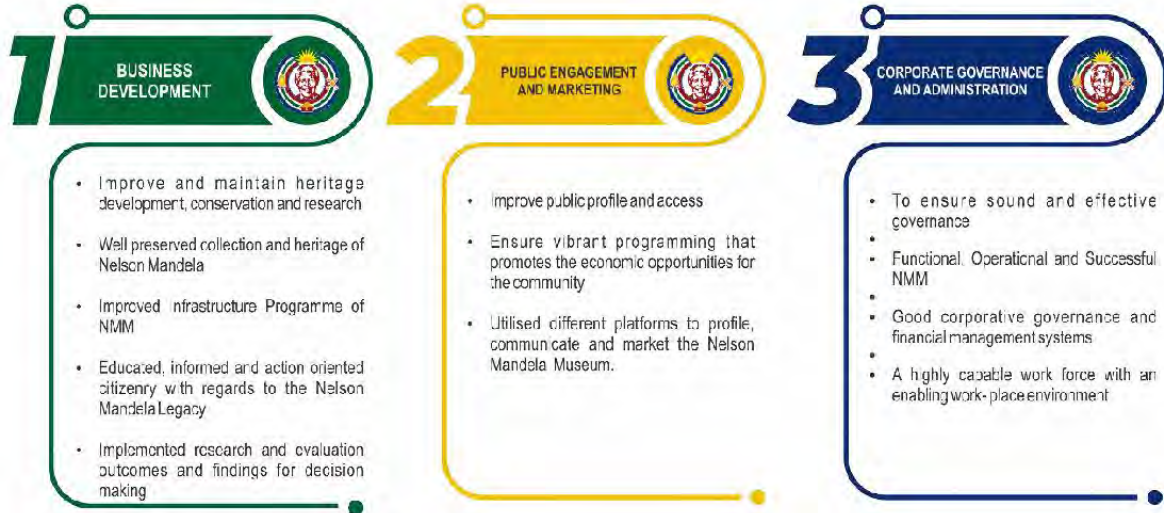 1
BUSINESS
DEVELOPMENT
• Improve and maintain heritage
development, conservation and research
• Well preserved collection and heritage of
Nelson Mandela
• Improved Infrastructure Programme of
NMM
• Educated, informed and action oriented
citizenry with regards to the Nelson
Mandela Legacy
• Implemented research and evaluation
outcomes and findings for decision
making
2
PUBLIC ENGAGEMENT
AND MARKETING
• Improve public profile and access
• Ensure vibrant programming that
promotes the economic opportunities for
the community
• Utilised different platforms to profile,
communicate and market the Nelson
Mandela Museum.
3
CORPORATE GOVERNANCE
AND ADMINISTRATION
• To ensure sound and effective
governance
•
• Functional, Operational and Successful
NMM
•
• Good corporative governance and
financial management systems
•
• A highly capable work force with an
enabling work-place environment